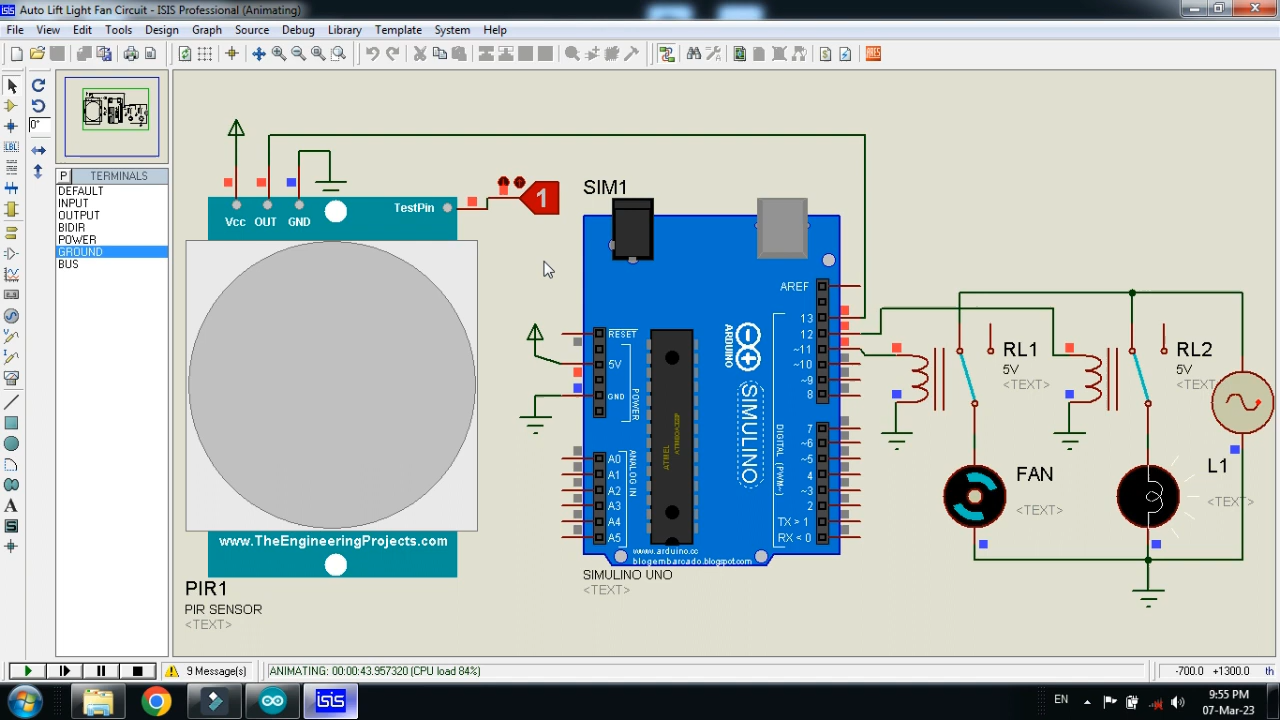 Auto Lift Light Fan Circuit - ISIS Professional (Animating)
File View Edit Tools Design Graph Source Debug Library Template System Help
P TERMINALS
DEFAULT
INPUT
OUTPUT
BIDIR
POWER
GROUND
BUS
0°
LBL
A
S
ARES
Vcc OUT GND
TestPin
1
www.TheEngineeringProjects.com
PIR1
PIR SENSOR
<TEXT>
SIM1
AREF
13
12
~11
~10
~9
8
7
~6
~5
4
~3
2
TX > 1
RX < 0
DIGITAL (PWM~)
RESET
5V
GND
POWER
A0
A1
A2
A3
A4
A5
ANALOG IN
ATMEL
ARDUINO
SIMULINO
www.arduino.cc
blogembarcado.blogspot.com
SIMULINO UNO
<TEXT>
RL1
5V
<TEXT>
RL2
5V
<TEXT>
FAN
<TEXT>
L1
<TEXT>
9 Message(s)
ANIMATING: 00:00:43.957320 (CPU load 84%)
-700.0 +1300.0 th
isis
EN
9:55 PM
07-Mar-23